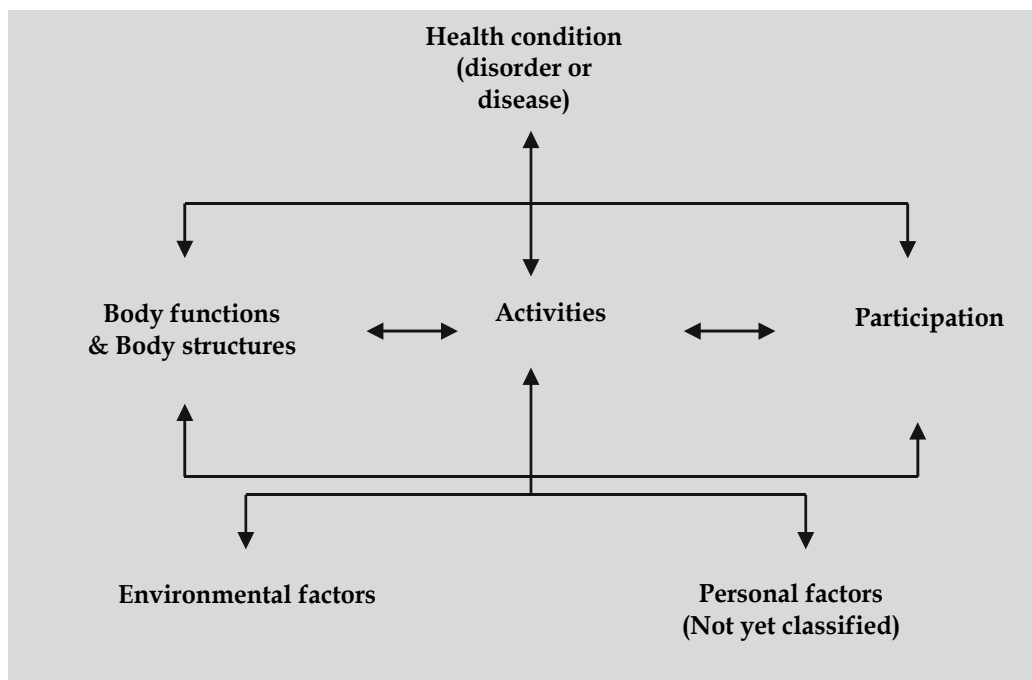 Health condition
(disorder or
disease)
Body functions
& Body structures
Activities
Participation
Environmental factors
Personal factors
(Not yet classified)